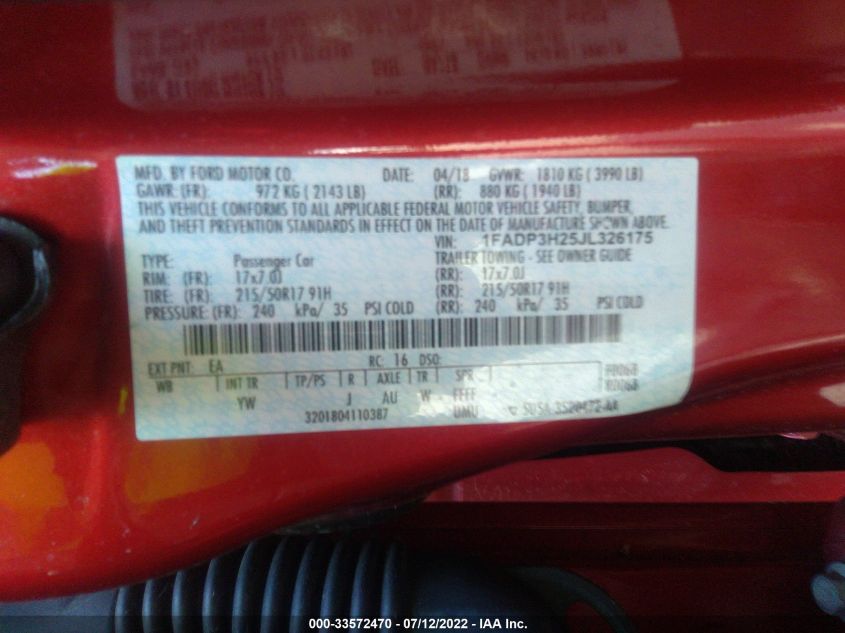 MFD. BY FORD MOTOR CO. DATE: 04/18 GVWR: 1810 KG ( 3990 LB)
GAWR: (FR): 972 KG ( 2143 LB) (RR): 880 KG ( 1940 LB)
THIS VEHICLE CONFORMS TO ALL APPLICABLE FEDERAL MOTOR VEHICLE SAFETY, BUMPER,
AND THEFT PREVENTION STANDARDS IN EFFECT ON THE DATE OF MANUFACTURE SHOWN ABOVE.
VIN: 1FADP3H25JL326175
TYPE: Passenger Car TRAILER TOWING - SEE OWNER GUIDE
RIM: (FR): 17x7.0J (RR): 17x7.0J
TIRE: (FR): 215/50R17 91H (RR): 215/50R17 91H
PRESSURE: (FR): 240 kPa/ 35 PSI COLD (RR): 240 kPa/ 35 PSI COLD
EXT PNT: EA RC: 16 DSO:
WB INT TR TP/PS R AXLE TR SPR R0068
R0068
YW J AU W FFFF
3201804110387 UMU
000-33572470 - 07/12/2022 - IAA Inc.